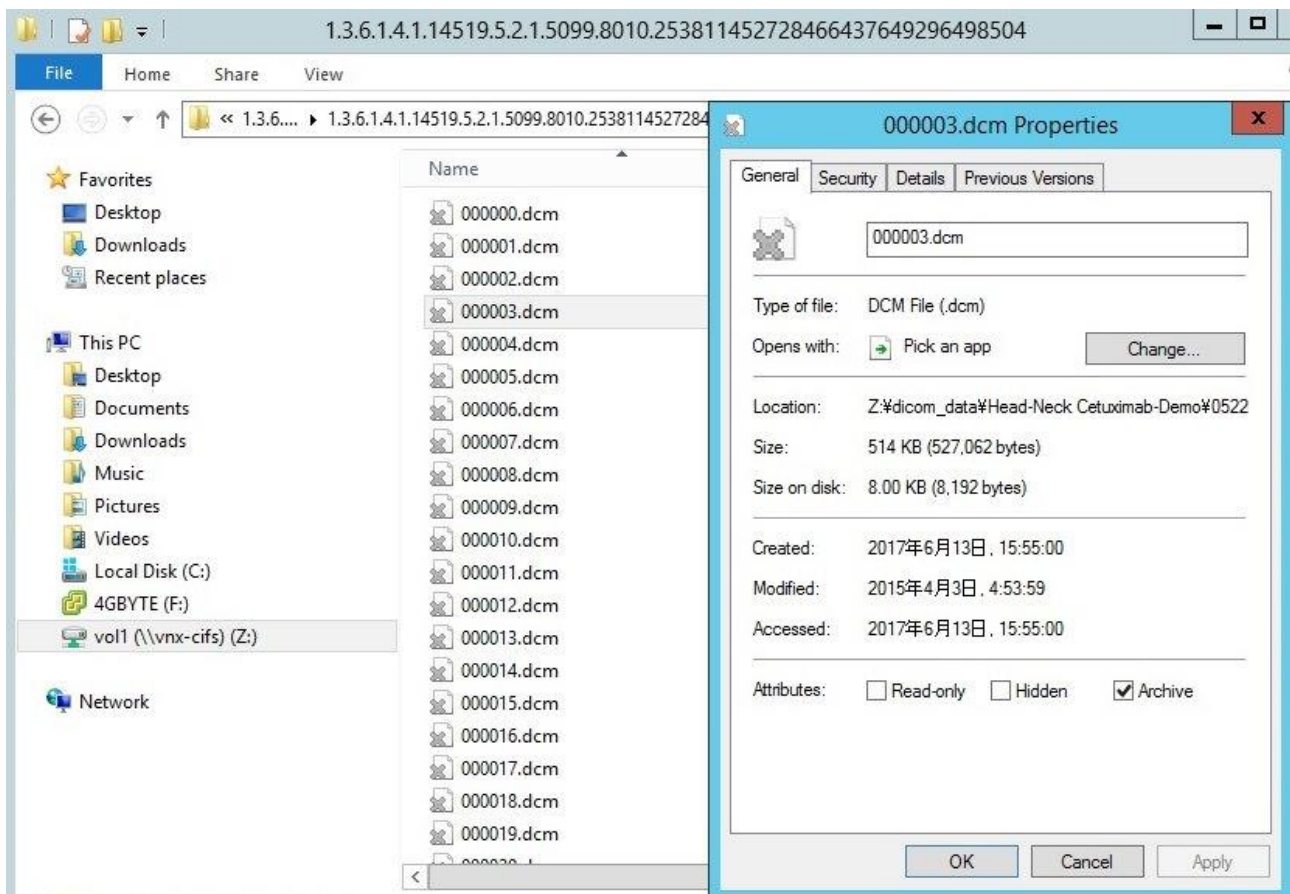 1.3.6.1.4.1.14519.5.2.1.5099.8010.253811452728466437649296498504
File Home Share View
« 1.3.6.... 1.3.6.1.4.1.14519.5.2.1.5099.8010.2538114527284
Favorites
Desktop
Downloads
Recent places
This PC
Desktop
Documents
Downloads
Music
Pictures
Videos
Local Disk (C:)
4GBYTE (F:)
vol1 (\\vnx-cifs) (Z:)
Network
Name
000000.dcm
000001.dcm
000002.dcm
000003.dcm
000004.dcm
000005.dcm
000006.dcm
000007.dcm
000008.dcm
000009.dcm
000010.dcm
000011.dcm
000012.dcm
000013.dcm
000014.dcm
000015.dcm
000016.dcm
000017.dcm
000018.dcm
000019.dcm
000003.dcm Properties
General Security Details Previous Versions
000003.dcm
Type of file: DCM File (.dcm)
Opens with: Pick an app Change...
Location: Z:¥dicom_data¥Head-Neck Cetuximab-Demo¥0522
Size: 514 KB (527,062 bytes)
Size on disk: 8.00 KB (8,192 bytes)
Created: 2017年6月13日, 15:55:00
Modified: 2015年4月3日, 4:53:59
Accessed: 2017年6月13日, 15:55:00
Attributes: Read-only Hidden Archive
OK Cancel Apply